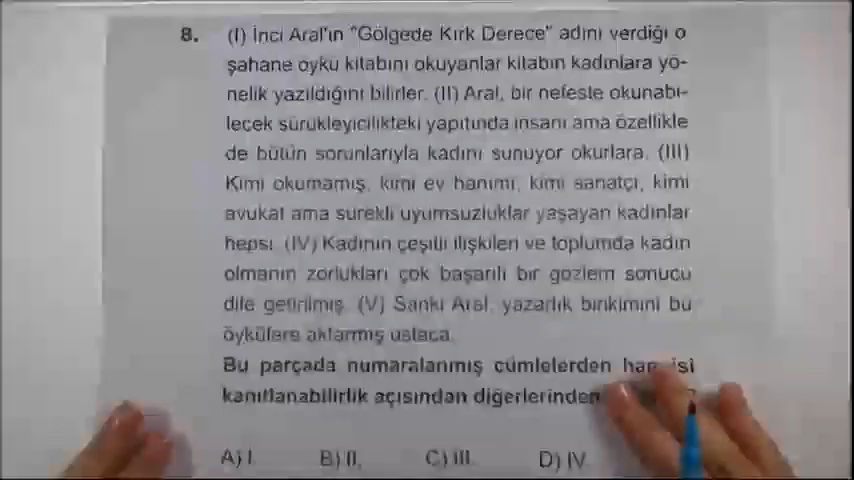 8. (I) İnci Aral'ın "Gölgede Kırk Derece" adını verdiği o
şahane öykü kitabını okuyanlar kitabın kadınlara yö-
nelik yazıldığını bilirler. (II) Aral, bir nefeste okunabi-
lecek sürükleyicilikteki yapıtında insanı ama özellikle
de bütün sorunlarıyla kadını sunuyor okurlara. (III)
Kimi okumamış, kimi ev hanımı, kimi sanatçı, kimi
avukat ama sürekli uyumsuzluklar yaşayan kadınlar
hepsi. (IV) Kadının çeşitli ilişkileri ve toplumda kadın
olmanın zorlukları çok başarılı bir gözlem sonucu
dile getirilmiş. (V) Sanki Aral, yazarlık birikimini bu
öykülere aktarmış ustaca.
Bu parçada numaralanmış cümlelerden
kanıtlanabilirlik açısından diğerlerinden
A) I. B) II. C) III. D) IV.